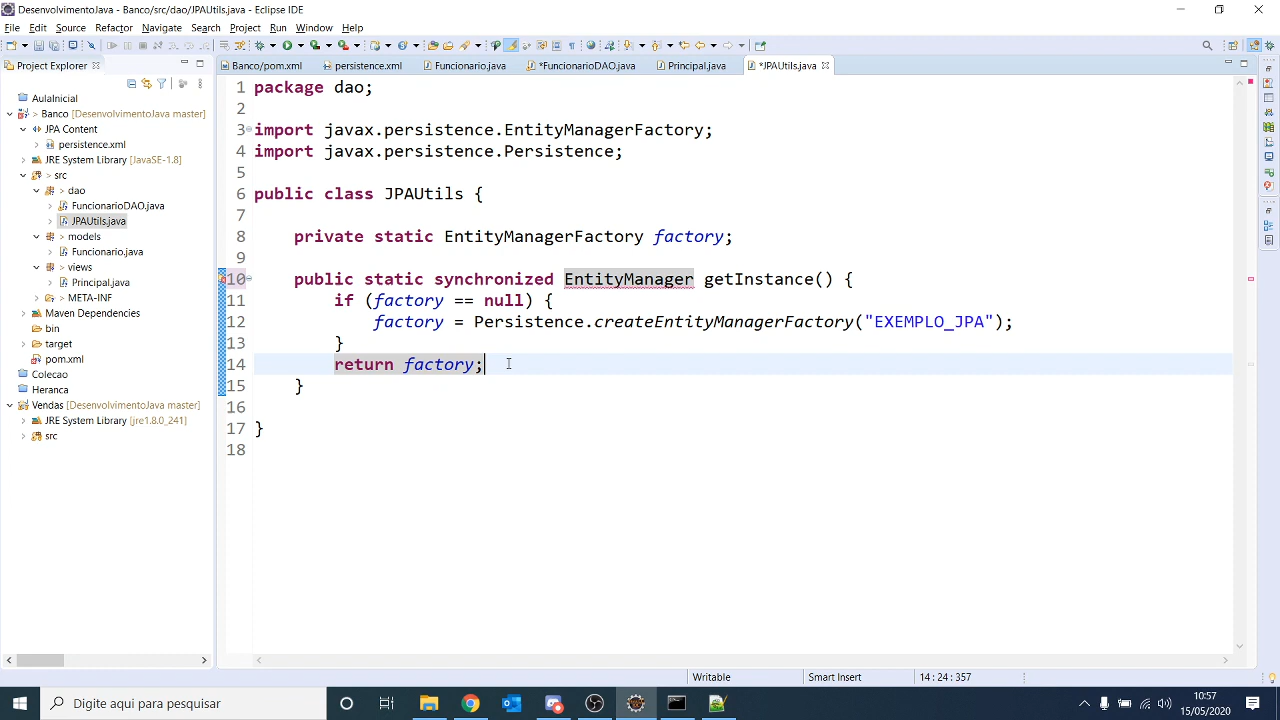 DesenvolvimentoJava - Banco/src/dao/JPAUtils.java - Eclipse IDE
File Edit Source Refactor Navigate Search Project Run Window Help
Project Explorer
Banco/pom.xml persistence.xml Funcionario.java *FuncionarioDAO.java Principal.java *JPAUtils.java
AulaInicial
> Banco [DesenvolvimentoJava master]
JPA Content
> persistence.xml
JRE System Library [JavaSE-1.8]
> src
> dao
FuncionarioDAO.java
JPAUtils.java
> models
Funcionario.java
> views
Principal.java
> META-INF
Maven Dependencies
bin
> target
pom.xml
Coleco
Heranca
Vendas [DesenvolvimentoJava master]
JRE System Library [jre1.8.0_241]
src
1 package dao;
2
3 import javax.persistence.EntityManagerFactory;
4 import javax.persistence.Persistence;
5
6 public class JPAUtils {
7
8 private static EntityManagerFactory factory;
9
10 public static synchronized EntityManager getInstance() {
11 if (factory == null) {
12 factory = Persistence.createEntityManagerFactory("EXEMPLO_JPA");
13 }
14 return factory;
15 }
16
17 }
18
Writable Smart Insert 14 : 24 : 357
Digite aqui para pesquisar
10:57
15/05/2020